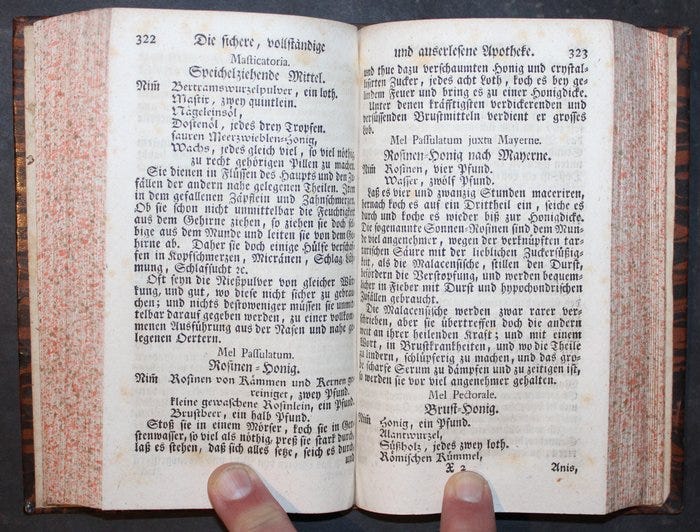 322 Die sichere, vollständige
Masticatoria.
Speichelziehende Mittel.
Nim̃ Bertramswurzelpulver, ein loth.
Mastix, zwey quintlein.
Nägeleinsöl,
Dostenöl, jedes drey Tropfen.
sauren Meerzwieblen-Honig,
Wachs, jedes gleich viel, so viel nöthig
zu recht gehörigen Pillen zu machen.
Sie dienen in Flüssen des Haupts und den Zu-
fällen der andern nahe gelegenen Theilen. Item
in dem gefallenen Zäpflein und Zahnschmerzen.
Ob sie schon nicht unmittelbar die Feuchtigkeit
aus dem Gehirne ziehen, so ziehen sie doch sel-
bige aus dem Munde und leiten sie von dem Ge-
hirne ab. Daher sie doch einige Hülfe verschaf-
fen in Kopfschmerzen, Micränen, Schlag, Läh-
mung, Schlafsucht ꝛc.
Oft seyn die Nießpulver von gleicher Wür-
kung, und gut, wo diese nicht sicher zu gebrau-
chen; und nichts destoweniger müssen sie unmit-
telbar darauf gegeben werden, zu einer vollkom-
menen Ausführung aus der Nasen und nahe ge-
legenen Oertern.
Mel Passulatum.
Rosinen-Honig.
Nim̃ Rosinen von Kämmen und Kernen ge-
reiniger, zwey Pfund.
kleine gewaschene Rosinlein, ein Pfund.
Brustbeer, ein halb Pfund.
Stoß sie in einem Mörser, koch sie in Ger-
stenwasser, so viel als nöthig, preß sie stark durch,
laß es stehen, daß sich alles setze, seich es durch,
und
und auserlesene Apotheke. 323
und thue dazu verschaumten Honig und crystal-
lisirten Zucker, jedes acht Loth, koch es bey ge-
lindem Feuer und bring es zu einer Honigdicke.
Unter denen kräfftigsten verdickerenden und
versüssenden Brustmitteln verdient er grosses
Lob.
Mel Passulatum juxta Mayerne.
Rosinen-Honig nach Mayerne.
Nim̃ Rosinen, vier Pfund.
Wasser, zwölf Pfund.
Laß es vier und zwanzig Stunden maceriren,
hernach koch es auf ein Drittheil ein, seiche es
durch und koche es wieder biß zur Honigdicke.
Die sogenannte Sonnen-Rosinen sind dem Mun-
de viel angenehmer, wegen der verknüpften tar-
tarischen Säure mit der lieblichen Zuckersüßig-
keit, als die Malacensische, stillen den Durst,
befördern die Verstopfung, und werden bequem-
licher in Fieber mit Durst und hypochondrischen
Zufällen gebraucht.
Die Malacensische werden zwar rarer ver-
schrieben, aber sie übertreffen doch die andern
weit an ihrer heilenden Kraft; und mit einem
Wort, in Brustkrankheiten, und wo die Theile
zu lindern, schlüpferig zu machen, und das gro-
be scharfe Serum zu dämpfen und zu zeitigen ist,
so werden sie vor viel angenehmer gehalten.
Mel Pectorale.
Brust-Honig.
Nim̃ Honig, ein Pfund.
Alantwurzel,
Süßholz, jedes zwey loth.
Römischen Kümmel,
X 2 Anis,